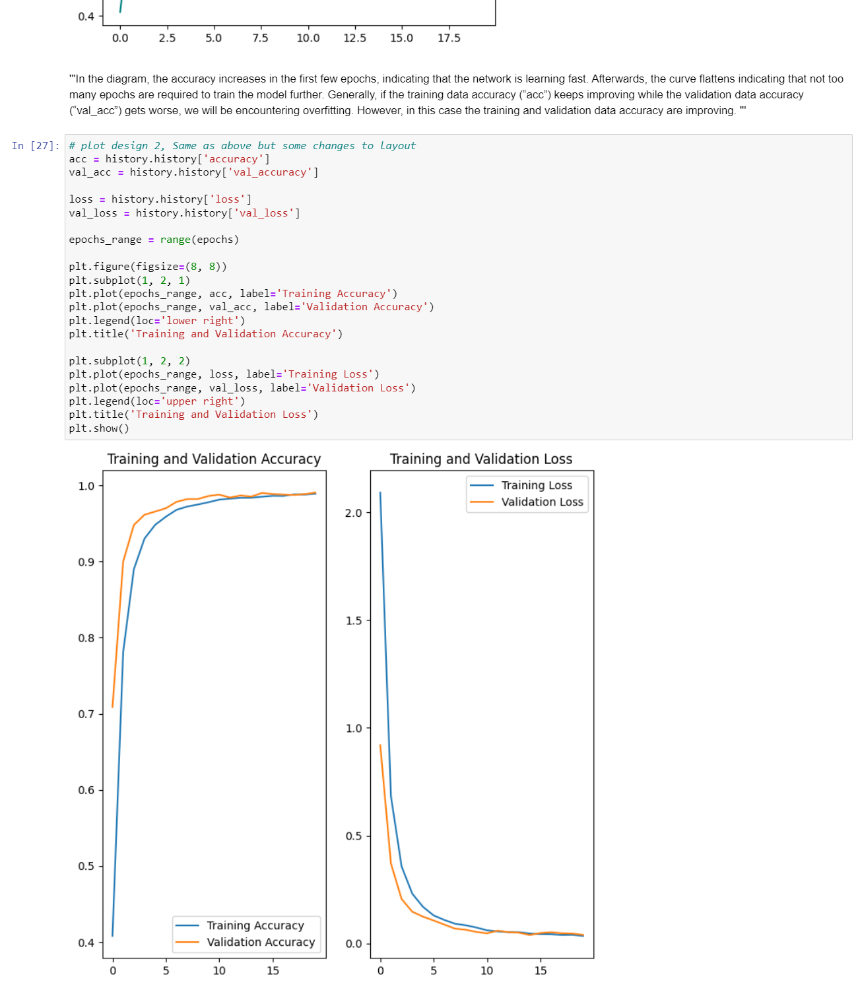 0.4
0.0 2.5 5.0 7.5 10.0 12.5 15.0 17.5
'''In the diagram, the accuracy increases in the first few epochs, indicating that the network is learning fast. Afterwards, the curve flattens indicating that not too
many epochs are required to train the model further. Generally, if the training data accuracy (“acc”) keeps improving while the validation data accuracy
(“val_acc”) gets worse, we will be encountering overfitting. However, in this case the training and validation data accuracy are improving. '''
In [27]: # plot design 2, Same as above but some changes to layout
acc = history.history['accuracy']
val_acc = history.history['val_accuracy']
loss = history.history['loss']
val_loss = history.history['val_loss']
epochs_range = range(epochs)
plt.figure(figsize=(8, 8))
plt.subplot(1, 2, 1)
plt.plot(epochs_range, acc, label='Training Accuracy')
plt.plot(epochs_range, val_acc, label='Validation Accuracy')
plt.legend(loc='lower right')
plt.title('Training and Validation Accuracy')
plt.subplot(1, 2, 2)
plt.plot(epochs_range, loss, label='Training Loss')
plt.plot(epochs_range, val_loss, label='Validation Loss')
plt.legend(loc='upper right')
plt.title('Training and Validation Loss')
plt.show()
Training and Validation Accuracy
1.0
0.9
0.8
0.7
0.6
0.5
0.4
Training Accuracy
Validation Accuracy
0 5 10 15
Training and Validation Loss
Training Loss
Validation Loss
2.0
1.5
1.0
0.5
0.0
0 5 10 15